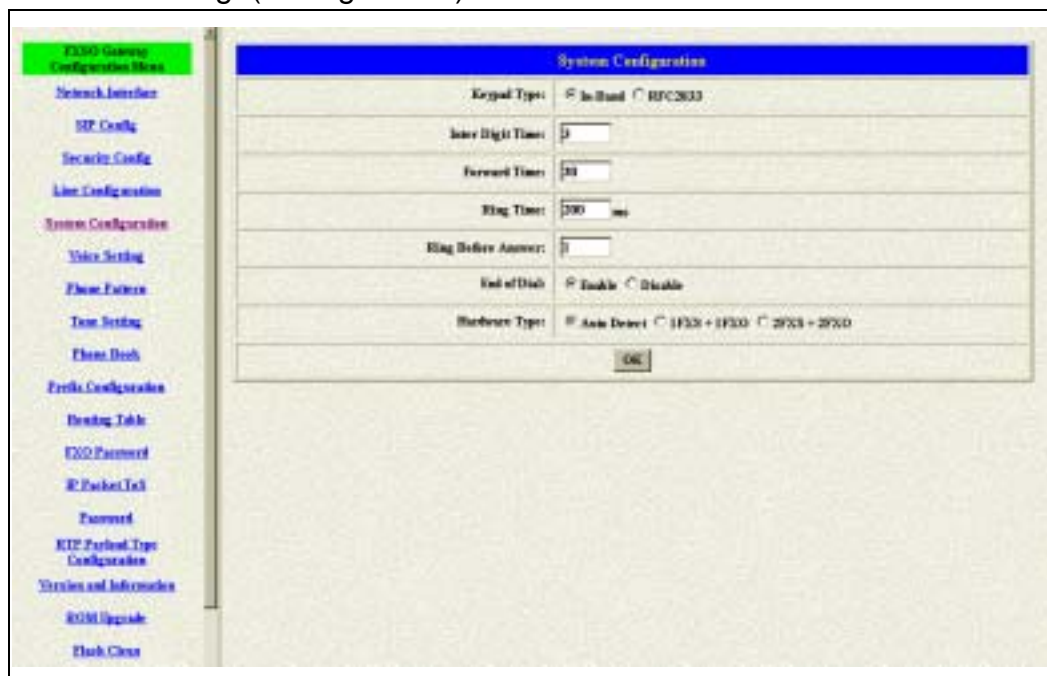 FXSO Gateway
Configuration Menu
Network Interface
SIP Config
Security Config
Line Configuration
System Configuration
Voice Setting
Phone Pattern
Tone Setting
Phone Book
Prefix Configuration
Routing Table
FXO Password
IP Packet ToS
Password
RTP Payload Type
Configuration
Version and Information
ROM Upgrade
Flash Clean
System Configuration
Keypad Type: In-Band RFC2833
Inter Digit Time: 3
Forward Time: 30
Ring Time: 200 ms
Ring Before Answer: 1
End of Dial: Enable Disable
Hardware Type: Auto Detect 1FXS + 1FXO 2FXS + 2FXO
OK